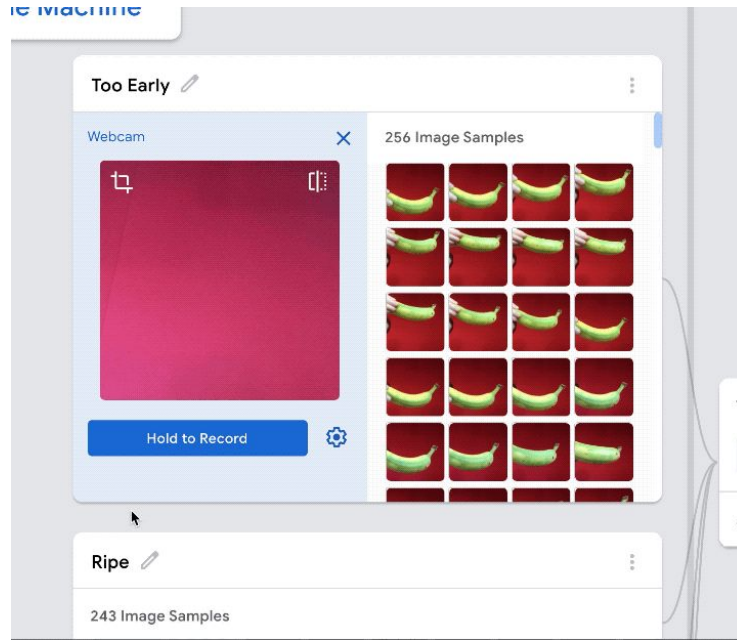 Machine
Too Early
Webcam
256 Image Samples
Hold to Record
Ripe
243 Image Samples